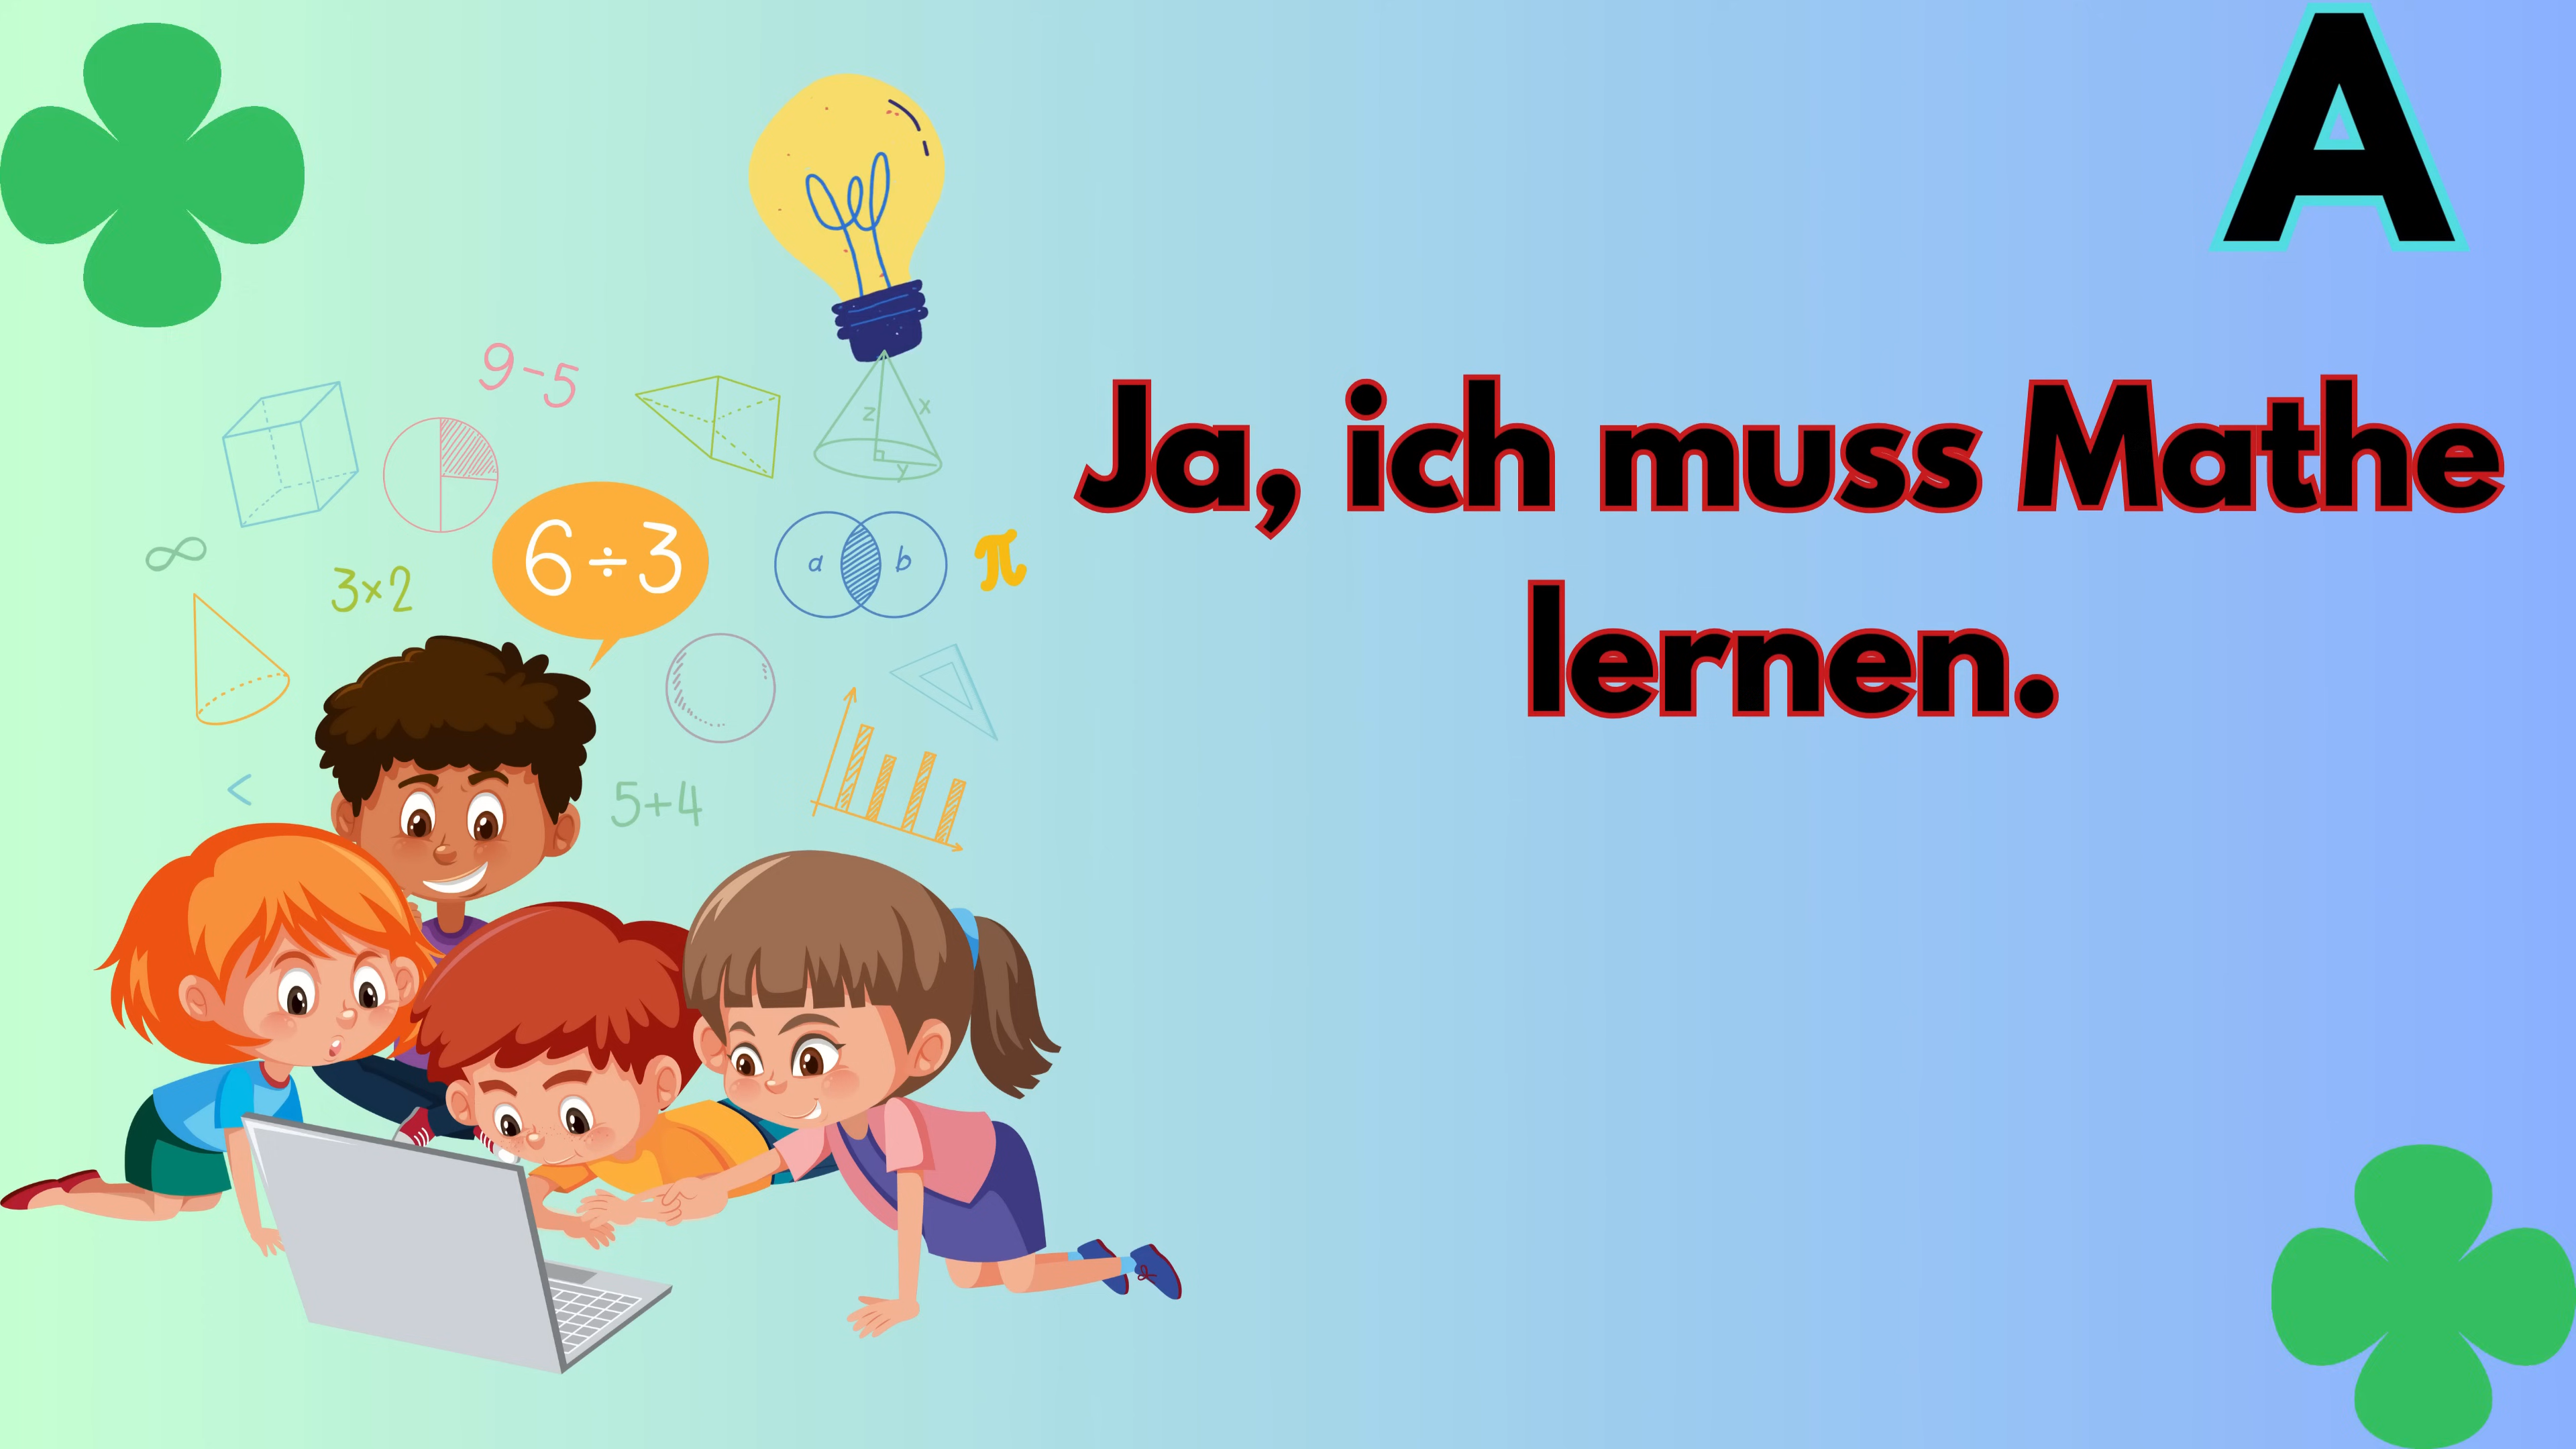 A
Ja, ich muss Mathe
lernen.
9-5
z x
y
6÷3
a b π
∞
3×2
<
5+4